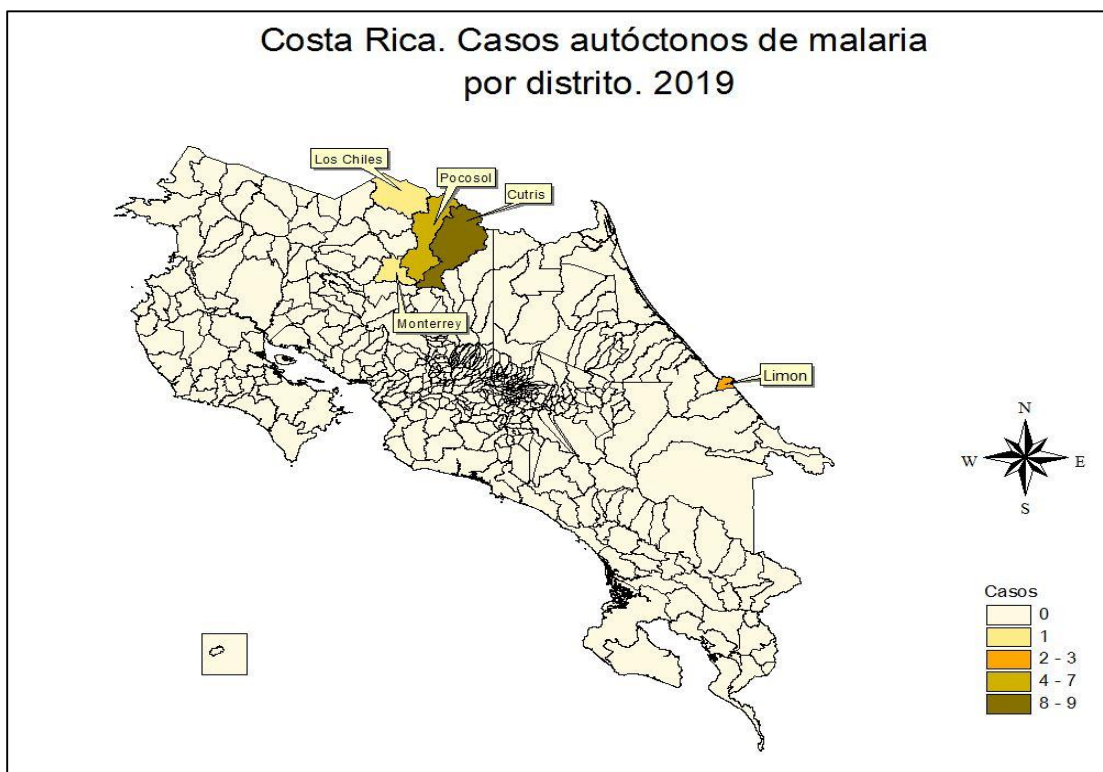 Costa Rica. Casos autóctonos de malaria
por distrito. 2019
Los Chiles
Pocosol
Cutris
Monterrey
Limon
N
W
E
S
Casos
0
1
2 - 3
4 - 7
8 - 9